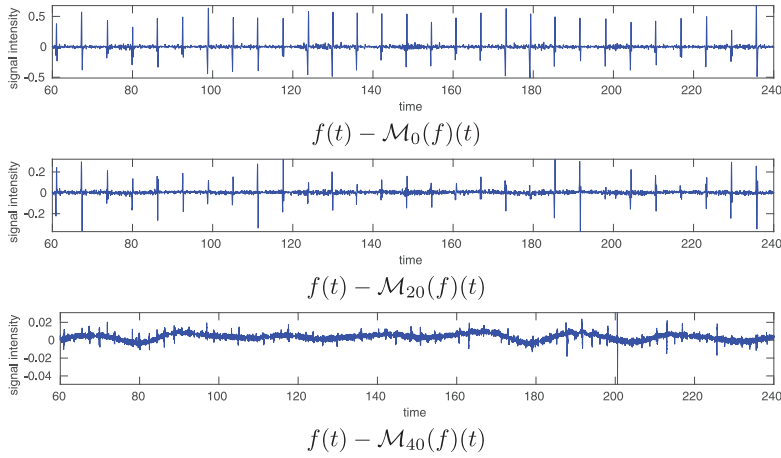 signal intensity
0.5
0
-0.5
60 80 100 120 140 160 180 200 220 240
time
f(t) − ℳ₀(f)(t)
signal intensity
0.2
0
-0.2
60 80 100 120 140 160 180 200 220 240
time
f(t) − ℳ₂₀(f)(t)
signal intensity
0.02
0
-0.02
-0.04
60 80 100 120 140 160 180 200 220 240
time
f(t) − ℳ₄₀(f)(t)